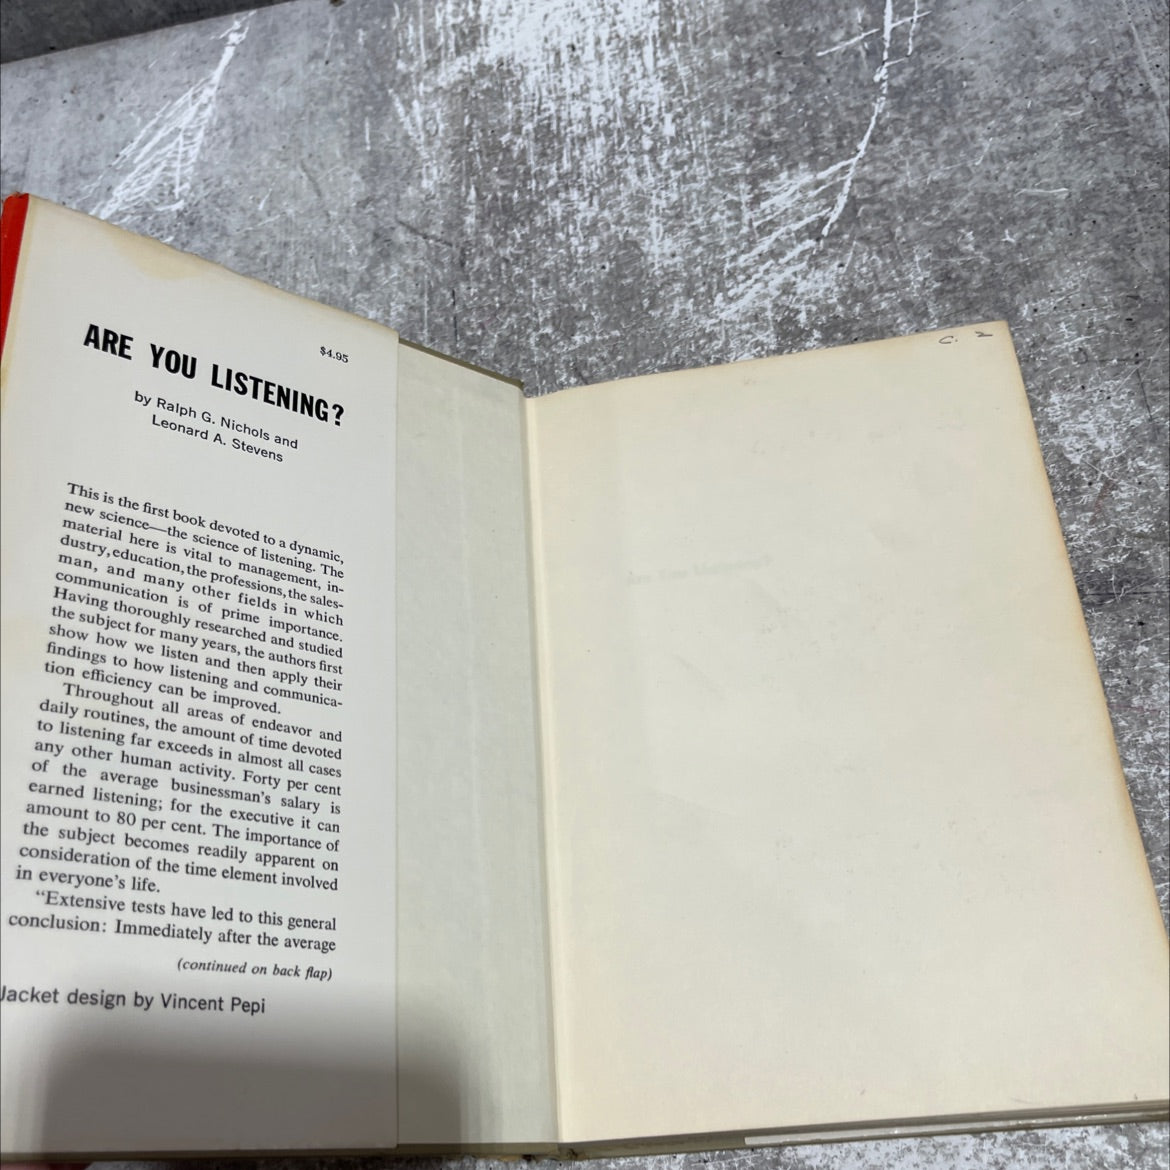 ARE YOU LISTENING?
$4.95
by Ralph G. Nichols and
Leonard A. Stevens
This is the first book devoted to a dynamic,
new science—the science of listening. The
material here is vital to management, in-
dustry, education, the professions, the sales-
man, and many other fields in which
communication is of prime importance.
Having thoroughly researched and studied
the subject for many years, the authors first
show how we listen and then apply their
findings to how listening and communica-
tion efficiency can be improved.
Throughout all areas of endeavor and
daily routines, the amount of time devoted
to listening far exceeds in almost all cases
any other human activity. Forty per cent
of the average businessman's salary is
earned listening; for the executive it can
amount to 80 per cent. The importance of
the subject becomes readily apparent on
consideration of the time element involved
in everyone's life.
"Extensive tests have led to this general
conclusion: Immediately after the average
(continued on back flap)
Jacket design by Vincent Pepi
c. 2